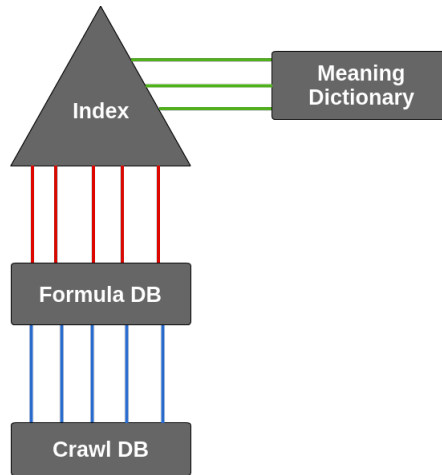 Index
Meaning
Dictionary
Formula DB
Crawl DB